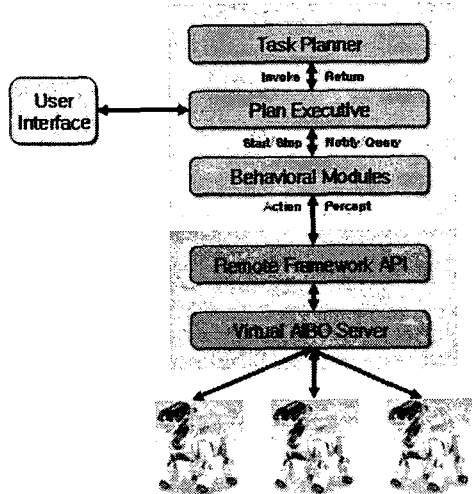 Task Planner
Invoke Return
User
Interface
Plan Executive
Start Stop Notify Query
Behavioral Modules
Action Percept
Remote Framework API
Virtual AIBO Server